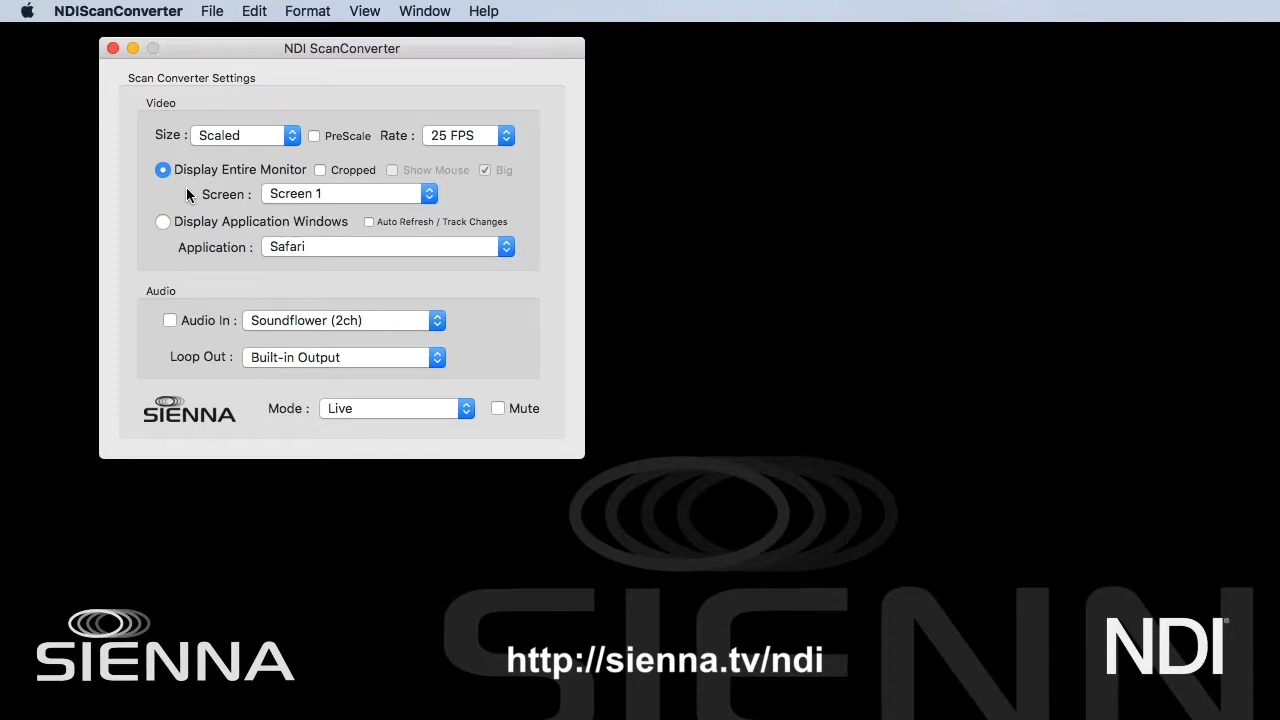 NDIScanConverter File Edit Format View Window Help
NDI ScanConverter
Scan Converter Settings
Video
Size : Scaled PreScale Rate : 25 FPS
Display Entire Monitor Cropped Show Mouse Big
Screen : Screen 1
Display Application Windows Auto Refresh / Track Changes
Application : Safari
Audio
Audio In : Soundflower (2ch)
Loop Out : Built-in Output
SIENNA Mode : Live Mute
SIENN
SIENNA http://sienna.tv/ndi NDI®